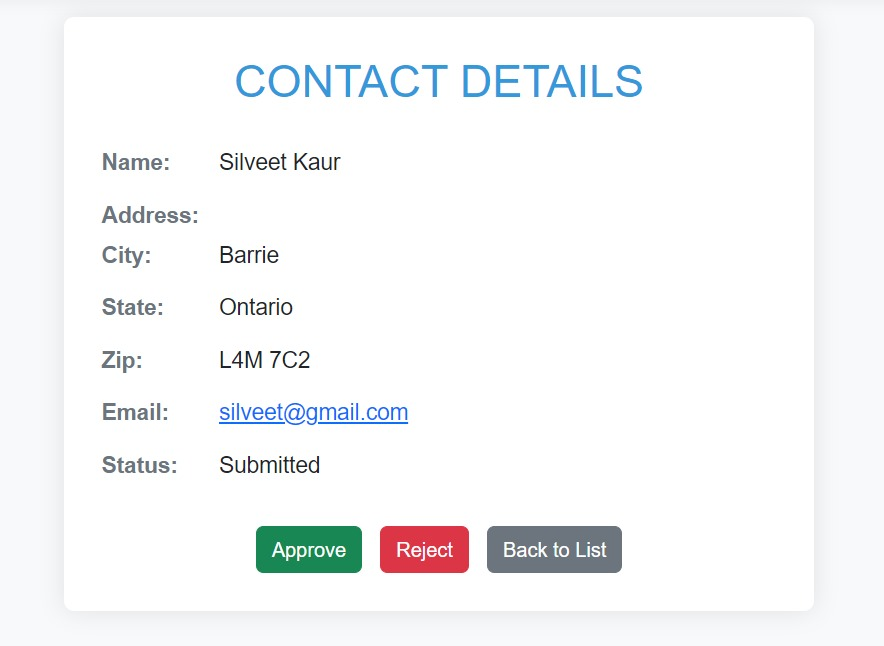 CONTACT DETAILS
Name: Silveet Kaur
Address:
City: Barrie
State: Ontario
Zip: L4M 7C2
Email: silveet@gmail.com
Status: Submitted
Approve Reject Back to List